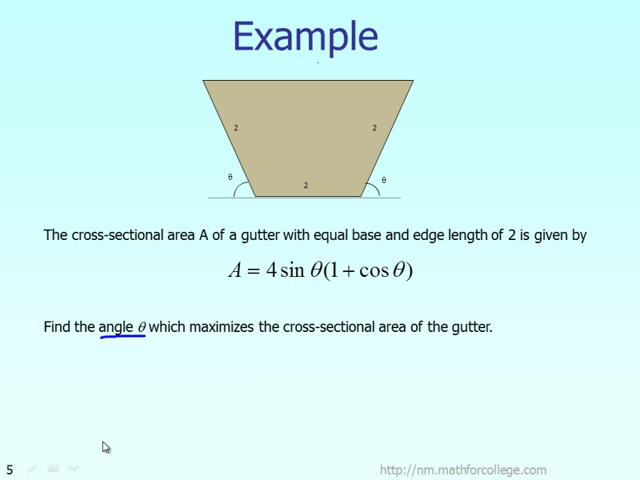 Example
2
2
θ
θ
2
The cross-sectional area A of a gutter with equal base and edge length of 2 is given by
A = 4 sin θ(1 + cos θ)
Find the angle θ which maximizes the cross-sectional area of the gutter.
5
http://nm.mathforcollege.com